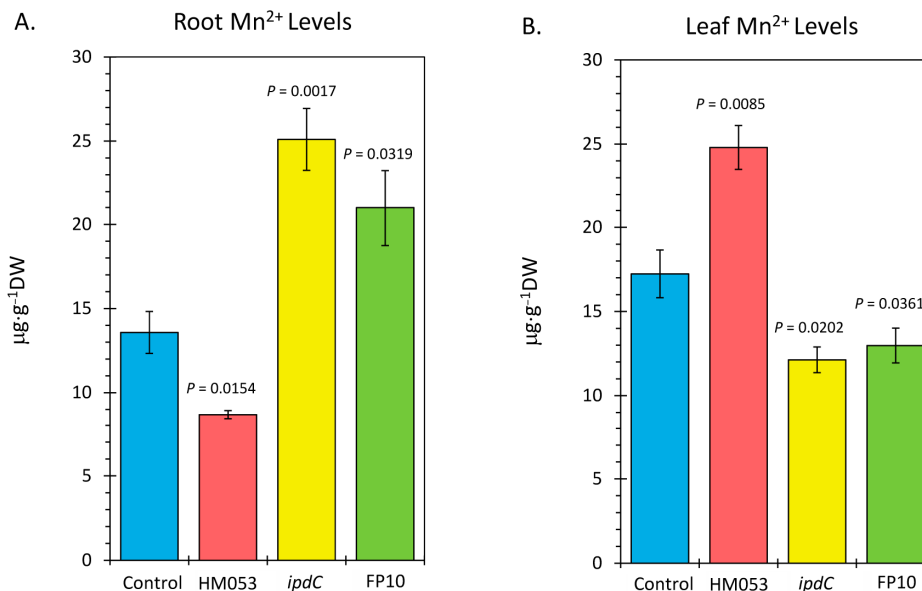 A.
Root Mn²⁺ Levels
µg·g⁻¹DW
30
25
20
15
10
5
0
P = 0.0154
P = 0.0017
P = 0.0319
Control
HM053
ipdC
FP10
B.
Leaf Mn²⁺ Levels
µg·g⁻¹DW
30
25
20
15
10
5
0
P = 0.0085
P = 0.0202
P = 0.0361
Control
HM053
ipdC
FP10